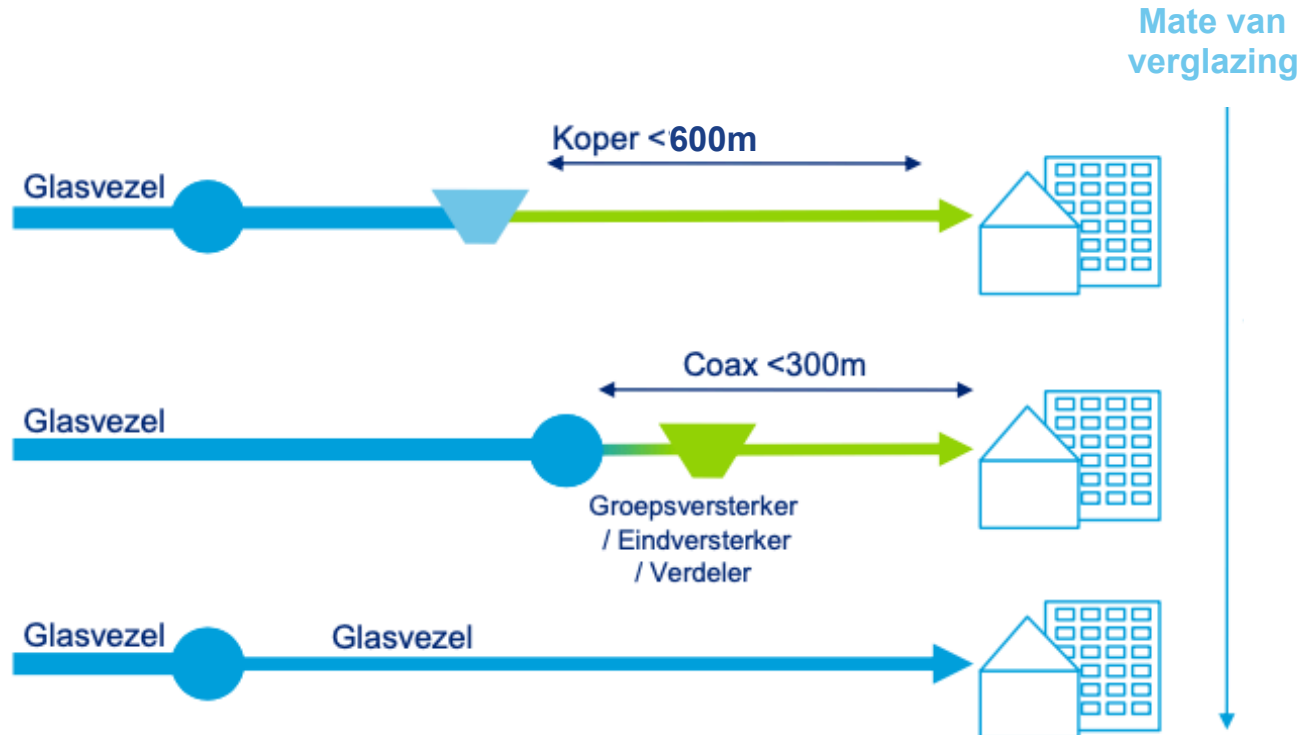 Mate van
verglazing
Koper <600m
Glasvezel
Coax <300m
Glasvezel
Groepsversterker
/ Eindversterker
/ Verdeler
Glasvezel
Glasvezel